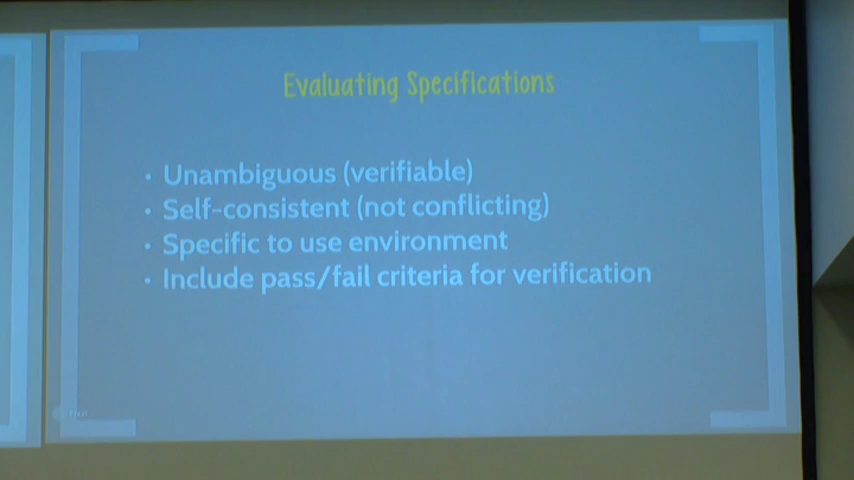 Evaluating Specifications
• Unambiguous (verifiable)
• Self-consistent (not conflicting)
• Specific to use environment
• Include pass/fail criteria for verification